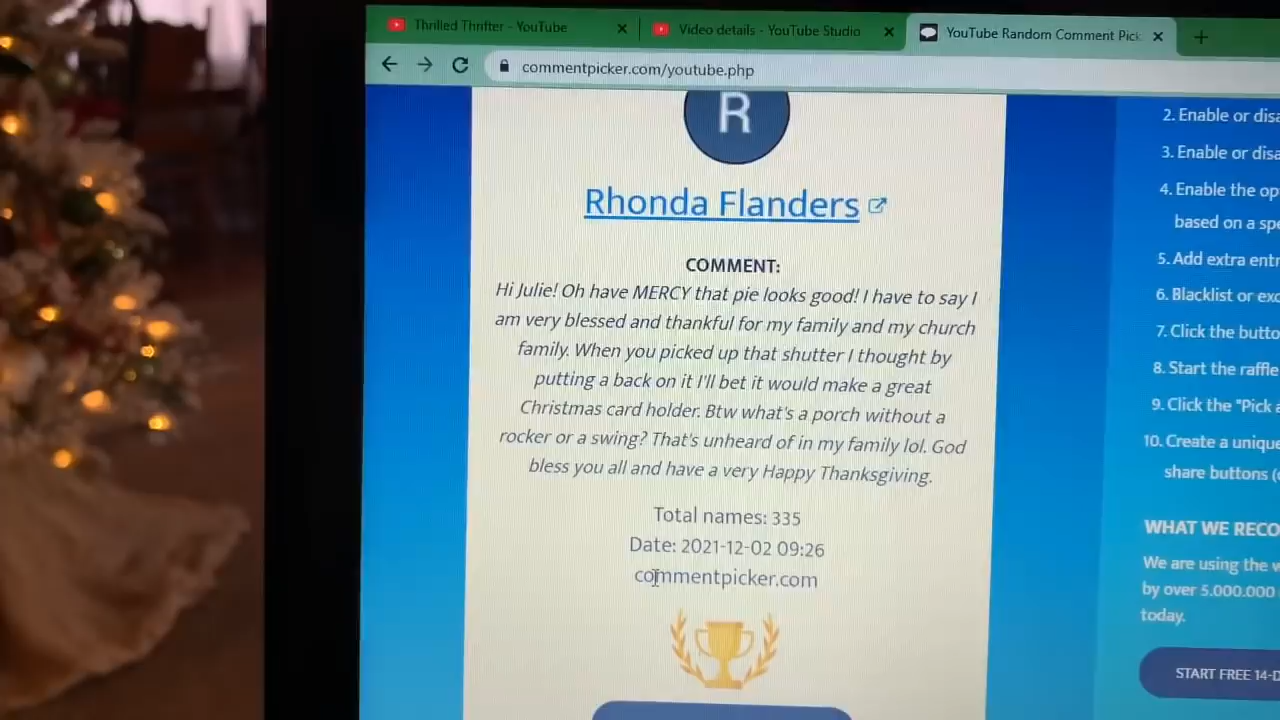 Thrilled Thrifter - YouTube
Video details - YouTube Studio
YouTube Random Comment Pick
commentpicker.com/youtube.php
R
Rhonda Flanders
COMMENT:
Hi Julie! Oh have MERCY that pie looks good! I have to say I
am very blessed and thankful for my family and my church
family. When you picked up that shutter I thought by
putting a back on it I'll bet it would make a great
Christmas card holder. Btw what's a porch without a
rocker or a swing? That's unheard of in my family lol. God
bless you all and have a very Happy Thanksgiving.
Total names: 335
Date: 2021-12-02 09:26
commentpicker.com
2. Enable or disa
3. Enable or disa
4. Enable the op
based on a spe
5. Add extra entr
6. Blacklist or exc
7. Click the butto
8. Start the raffle
9. Click the "Pick a
10. Create a unique
share buttons (
WHAT WE RECO
We are using the w
by over 5.000.000
today.
START FREE 14-D